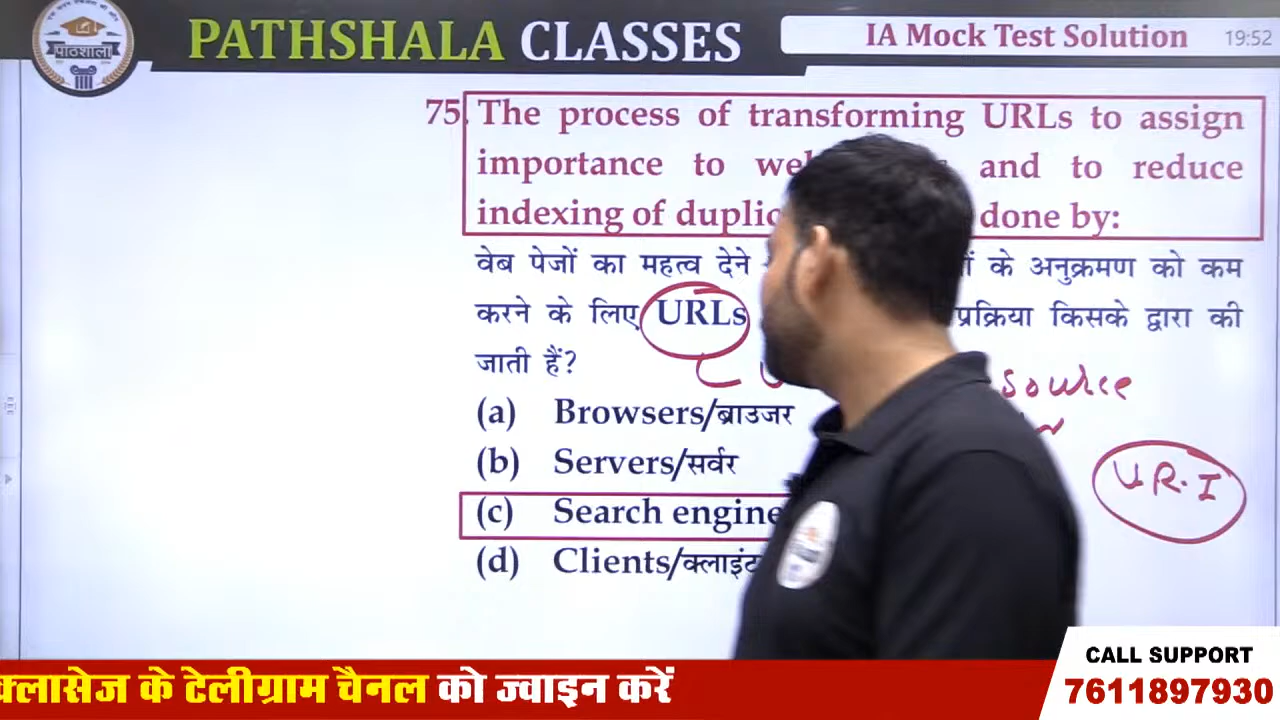 पाठशाला
PATHSHALA CLASSES
IA Mock Test Solution
19:52
75. The process of transforming URLs to assign
importance to and to reduce
indexing of done by:
वेब पेजों का महत्व देने के अनुक्रमण को कम
करने के लिए URLs प्रक्रिया किसके द्वारा की
जाती हैं?
source
(a) Browsers/ब्राउजर
(b) Servers/सर्वर
U.R.I
(c) Search engine
(d) Clients/
क्लासेज के टेलीग्राम चैनल को ज्वाइन करें
CALL SUPPORT
7611897930